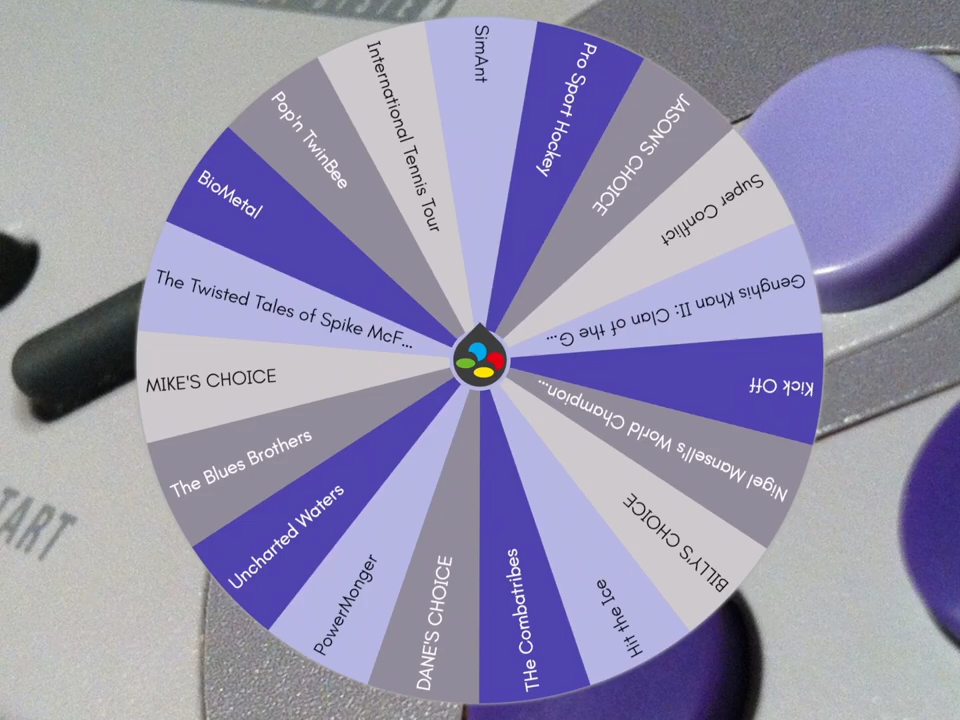 SimAnt
Pro Sport Hockey
JASON'S CHOICE
Super Conflict
Genghis Khan II: Clan of the G...
Kick Off
Nigel Mansell's World Champion...
BILLY'S CHOICE
Hit the Ice
THe Combatribes
DANE'S CHOICE
PowerMonger
Uncharted Waters
The Blues Brothers
MIKE'S CHOICE
The Twisted Tales of Spike McF...
BioMetal
Pop'n TwinBee
International Tennis Tour